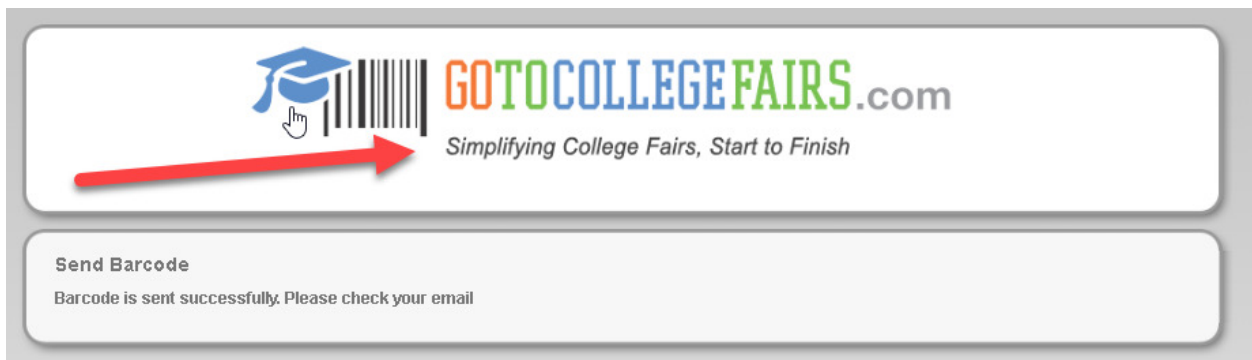 GOTOCOLLEGEFAIRS.com
Simplifying College Fairs, Start to Finish
Send Barcode
Barcode is sent successfully. Please check your email